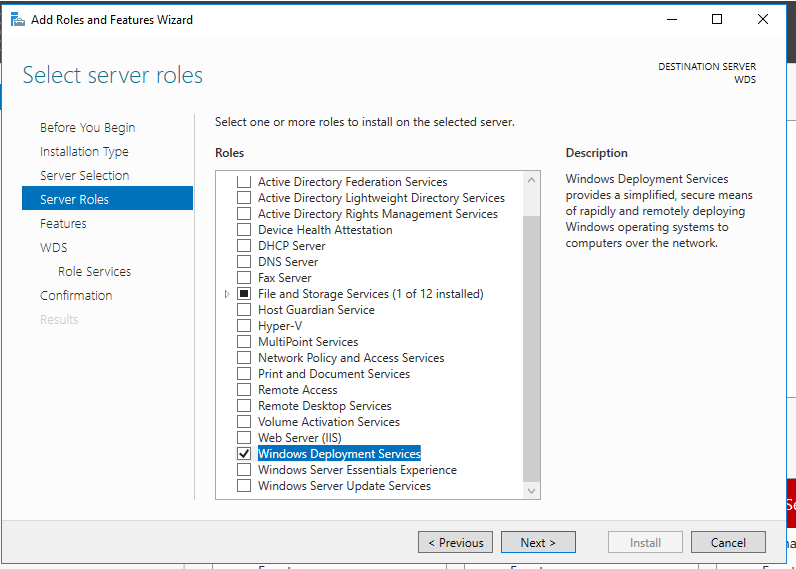 Add Roles and Features Wizard
Select server roles
DESTINATION SERVER
WDS
Before You Begin
Installation Type
Server Selection
Server Roles
Features
WDS
Role Services
Confirmation
Results
Select one or more roles to install on the selected server.
Roles
Active Directory Federation Services
Active Directory Lightweight Directory Services
Active Directory Rights Management Services
Device Health Attestation
DHCP Server
DNS Server
Fax Server
File and Storage Services (1 of 12 installed)
Host Guardian Service
Hyper-V
MultiPoint Services
Network Policy and Access Services
Print and Document Services
Remote Access
Remote Desktop Services
Volume Activation Services
Web Server (IIS)
Windows Deployment Services
Windows Server Essentials Experience
Windows Server Update Services
Description
Windows Deployment Services
provides a simplified, secure means
of rapidly and remotely deploying
Windows operating systems to
computers over the network.
< Previous
Next >
Install
Cancel